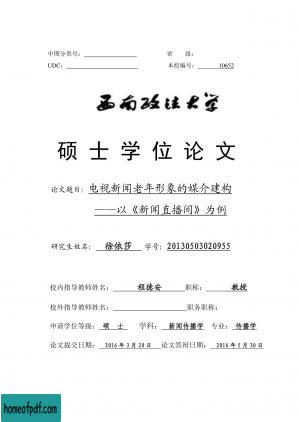 中图分类号: 密 级:
UDC: 本校编号: 10652
西南政法大学
硕士学位论文
论文题目: 电视新闻老年形象的媒介建构
——以《新闻直播间》为例
研究生姓名: 徐依莎 学号: 20130503020955
校内指导教师姓名: 程德安 职称: 教授
校外指导教师姓名: 职务职称:
申请学位等级: 硕 士 学科: 新闻传播学 专业: 传播学
论文提交日期: 2016年3月20日 论文答辩日期: 2016年5月30日
homeofpdf.com